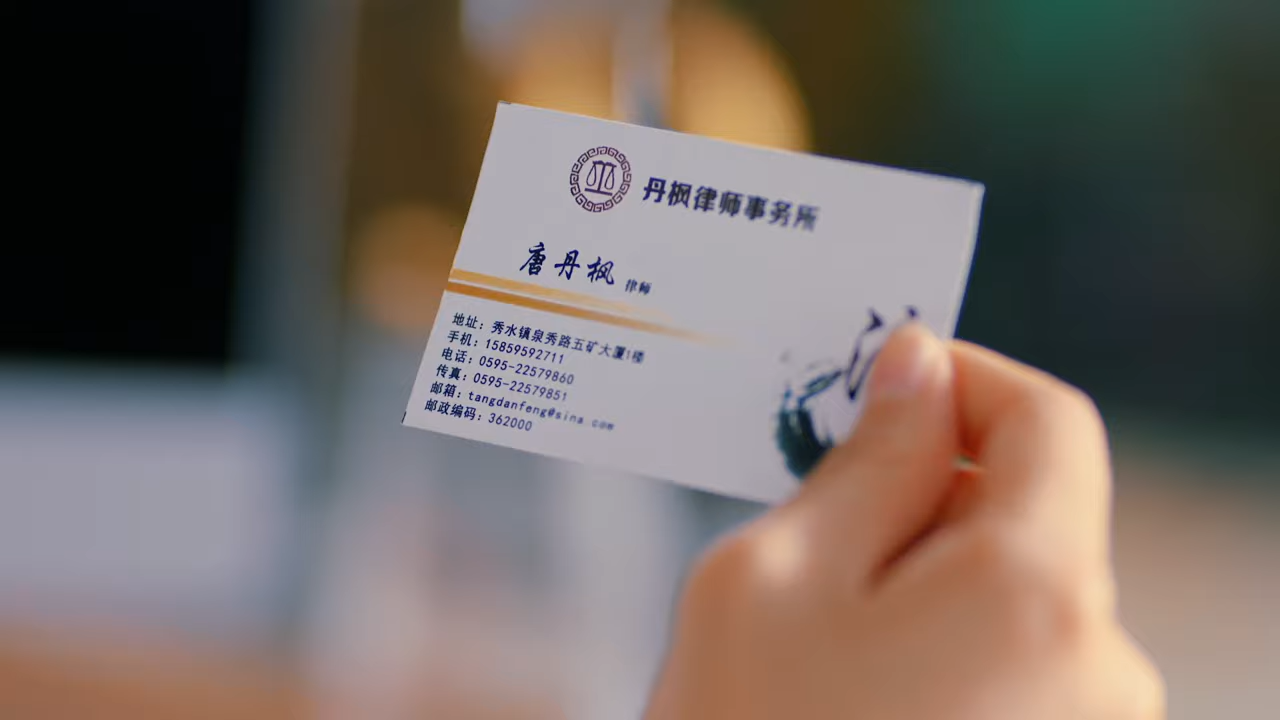 丹枫律师事务所
唐丹枫 律师
地址：秀水镇泉秀路五矿大厦1楼
手机：15859592711
电话：0595-22579860
传真：0595-22579851
邮箱：tangdanfeng@sina.com
邮政编码：362000